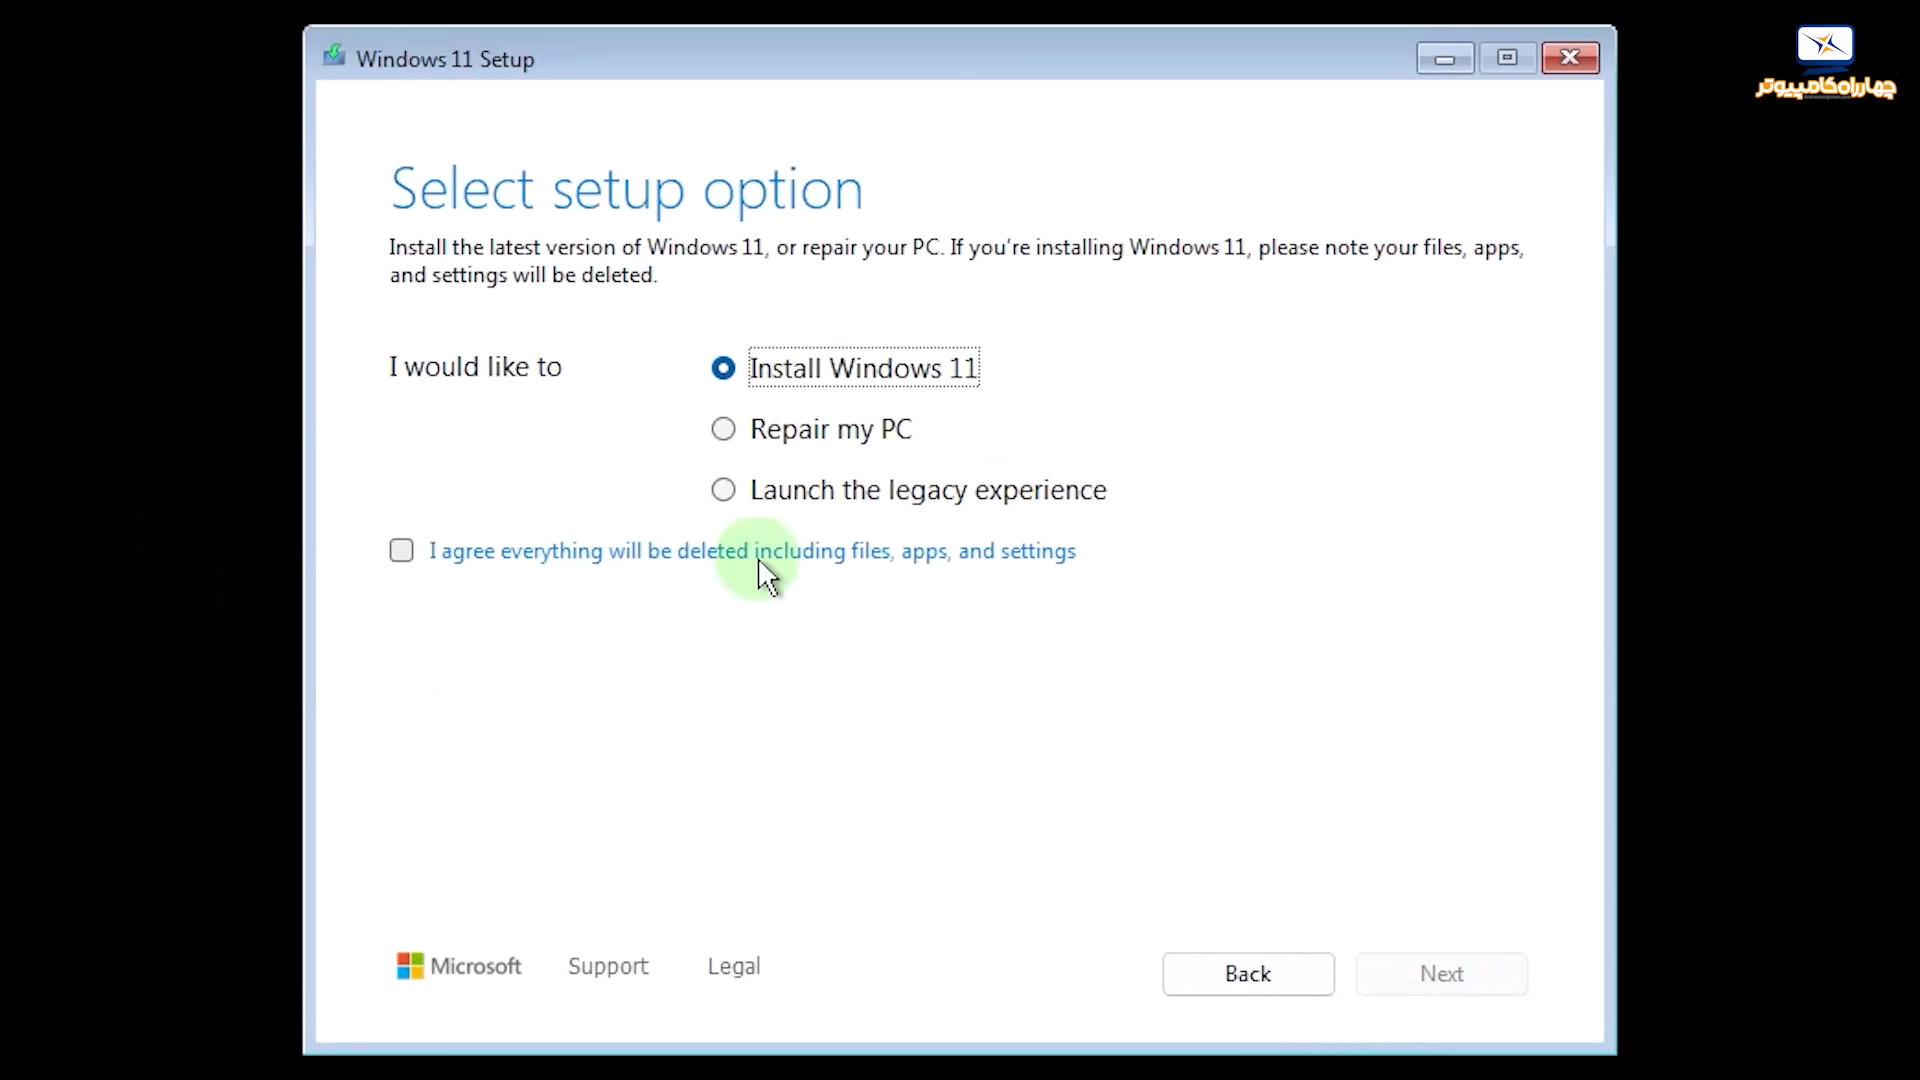 Windows 11 Setup
چهارراه کامپیوتر
Select setup option
Install the latest version of Windows 11, or repair your PC. If you're installing Windows 11, please note your files, apps,
and settings will be deleted.
I would like to
Install Windows 11
Repair my PC
Launch the legacy experience
I agree everything will be deleted including files, apps, and settings
Microsoft
Support
Legal
Back
Next